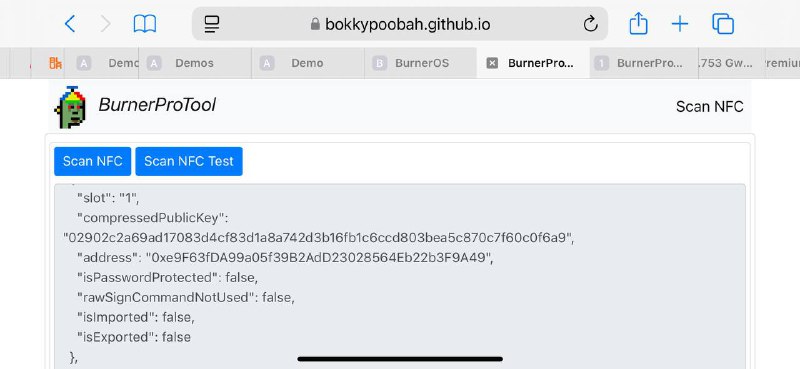 bokkypoobah.github.io
A Demo
A Demos
A Demo
B BurnerOS
BurnerPro...
1 BurnerPro...
.753 Gw...
remiu
BurnerProTool
Scan NFC
Scan NFC
Scan NFC Test
"slot": "1",
"compressedPublicKey":
"02902c2a69ad17083d4cf83d1a8a742d3b16fb1c6ccd803bea5c870c7f60c0f6a9",
"address": "0xe9F63fDA99a05f39B2AdD23028564Eb22b3F9A49",
"isPasswordProtected": false,
"rawSignCommandNotUsed": false,
"isImported": false,
"isExported": false
},